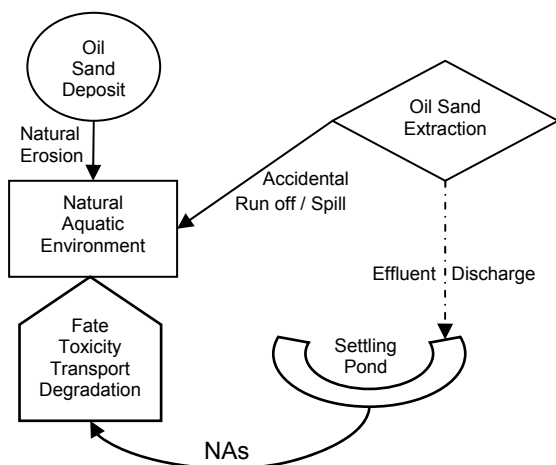 Oil
Sand
Deposit
Oil Sand
Extraction
Natural
Erosion
Accidental
Run off / Spill
Natural
Aquatic
Environment
Effluent Discharge
Fate
Toxicity
Transport
Degradation
Settling
Pond
NAs